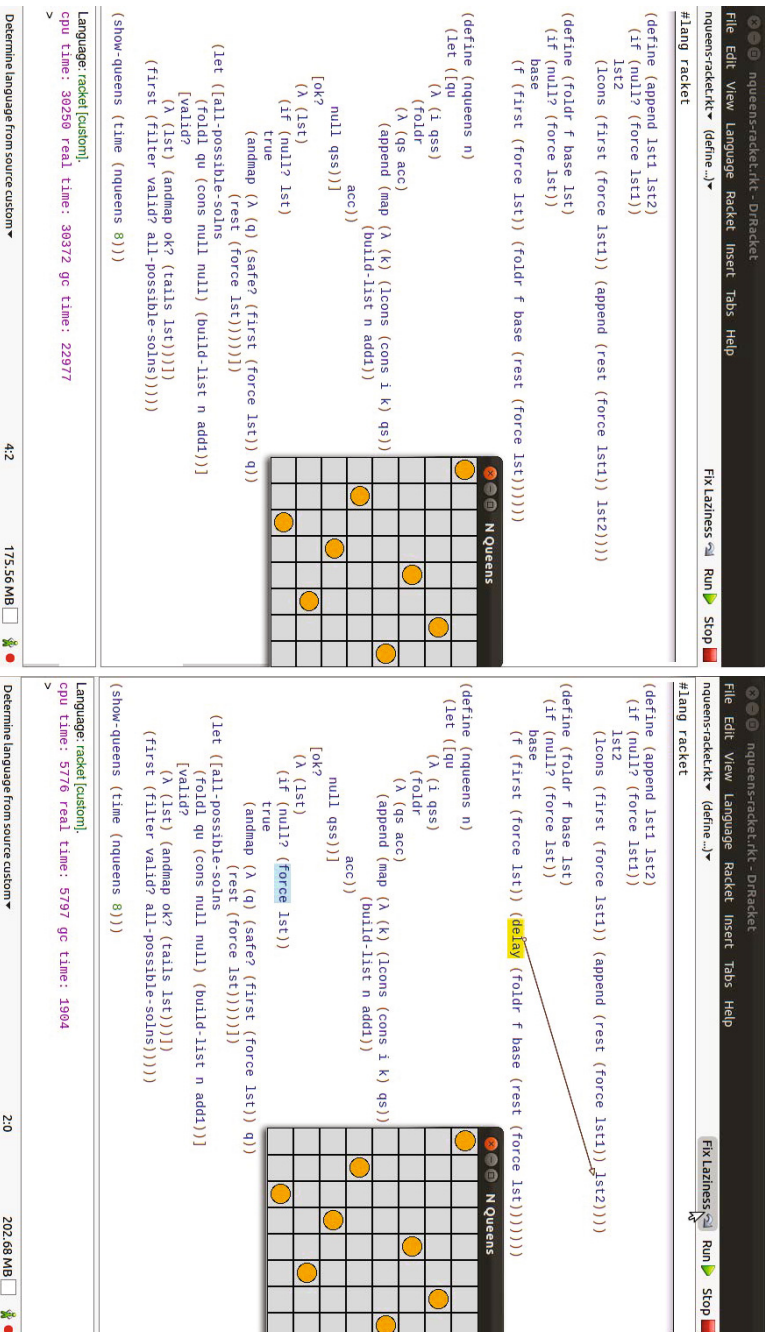 nqueens-racket.rkt - DrRacket
File Edit View Language Racket Insert Tabs Help
nqueens-racket.rkt▾ (define ...)▾ Fix Laziness Run Stop
#lang racket
(define (append lst1 lst2)
(if (null? (force lst1))
lst2
(lcons (first (force lst1)) (append (rest (force lst1)) lst2))))
(define (foldr f base lst)
(if (null? (force lst))
base
(f (first (force lst)) (foldr f base (rest (force lst))))))
(define (nqueens n)
(let ([qu
(λ (i qss)
(foldr
(λ (qs acc)
(append (map (λ (k) (lcons (cons i k) qs))
(build-list n add1))
acc))
null qss))]
[ok?
(λ (lst)
(if (null? lst)
true
(andmap (λ (q) (safe? (first (force lst)) q))
(rest (force lst)))))])
(let ([all-possible-solns
(foldl qu (cons null null) (build-list n add1))]
[valid?
(λ (lst) (andmap ok? (tails lst)))])
(first (filter valid? all-possible-solns)))))
(show-queens (time (nqueens 8)))
N Queens
Language: racket [custom].
cpu time: 30250 real time: 30372 gc time: 22977
>
Determine language from source custom▾ 4:2 175.56 MB
nqueens-racket.rkt - DrRacket
File Edit View Language Racket Insert Tabs Help
nqueens-racket.rkt▾ (define ...)▾ Fix Laziness Run Stop
#lang racket
(define (append lst1 lst2)
(if (null? (force lst1))
lst2
(lcons (first (force lst1)) (append (rest (force lst1)) lst2))))
(define (foldr f base lst)
(if (null? (force lst))
base
(f (first (force lst)) (delay (foldr f base (rest (force lst)))))))
(define (nqueens n)
(let ([qu
(λ (i qss)
(foldr
(λ (qs acc)
(append (map (λ (k) (lcons (cons i k) qs))
(build-list n add1))
acc))
null qss))]
[ok?
(λ (lst)
(if (null? (force lst))
true
(andmap (λ (q) (safe? (first (force lst)) q))
(rest (force lst)))))])
(let ([all-possible-solns
(foldl qu (cons null null) (build-list n add1))]
[valid?
(λ (lst) (andmap ok? (tails lst)))])
(first (filter valid? all-possible-solns)))))
(show-queens (time (nqueens 8)))
N Queens
Language: racket [custom].
cpu time: 5776 real time: 5797 gc time: 1904
>
Determine language from source custom▾ 2:0 202.68 MB